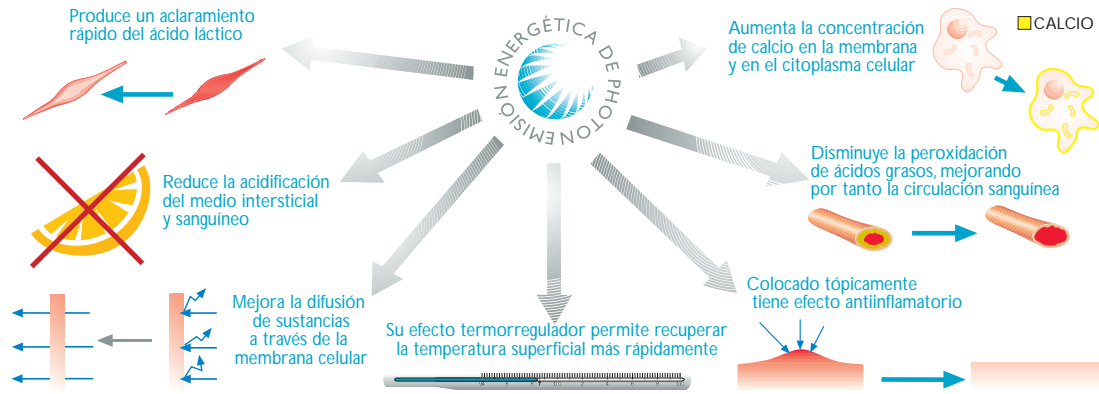 Produce un aclaramiento
rápido del ácido láctico
EMISIÓN ENERGÉTICA DE PHOTON
Aumenta la concentración
de calcio en la membrana
y en el citoplasma celular
CALCIO
Reduce la acidificación
del medio intersticial
y sanguíneo
Disminuye la peroxidación
de ácidos grasos, mejorando
por tanto la circulación sanguínea
Mejora la difusión
de sustancias
a través de la
membrana celular
Su efecto termorregulador permite recuperar
la temperatura superficial más rápidamente
Colocado tópicamente
tiene efecto antiinflamatorio